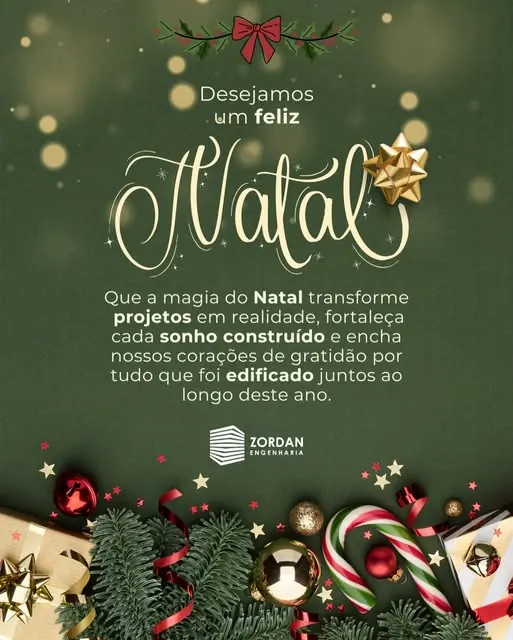 Desejamos
um feliz
Natal
Que a magia do Natal transforme
projetos em realidade, fortaleça
cada sonho construído e encha
nossos corações de gratidão por
tudo que foi edificado juntos ao
longo deste ano.
ZORDAN
ENGENHARIA